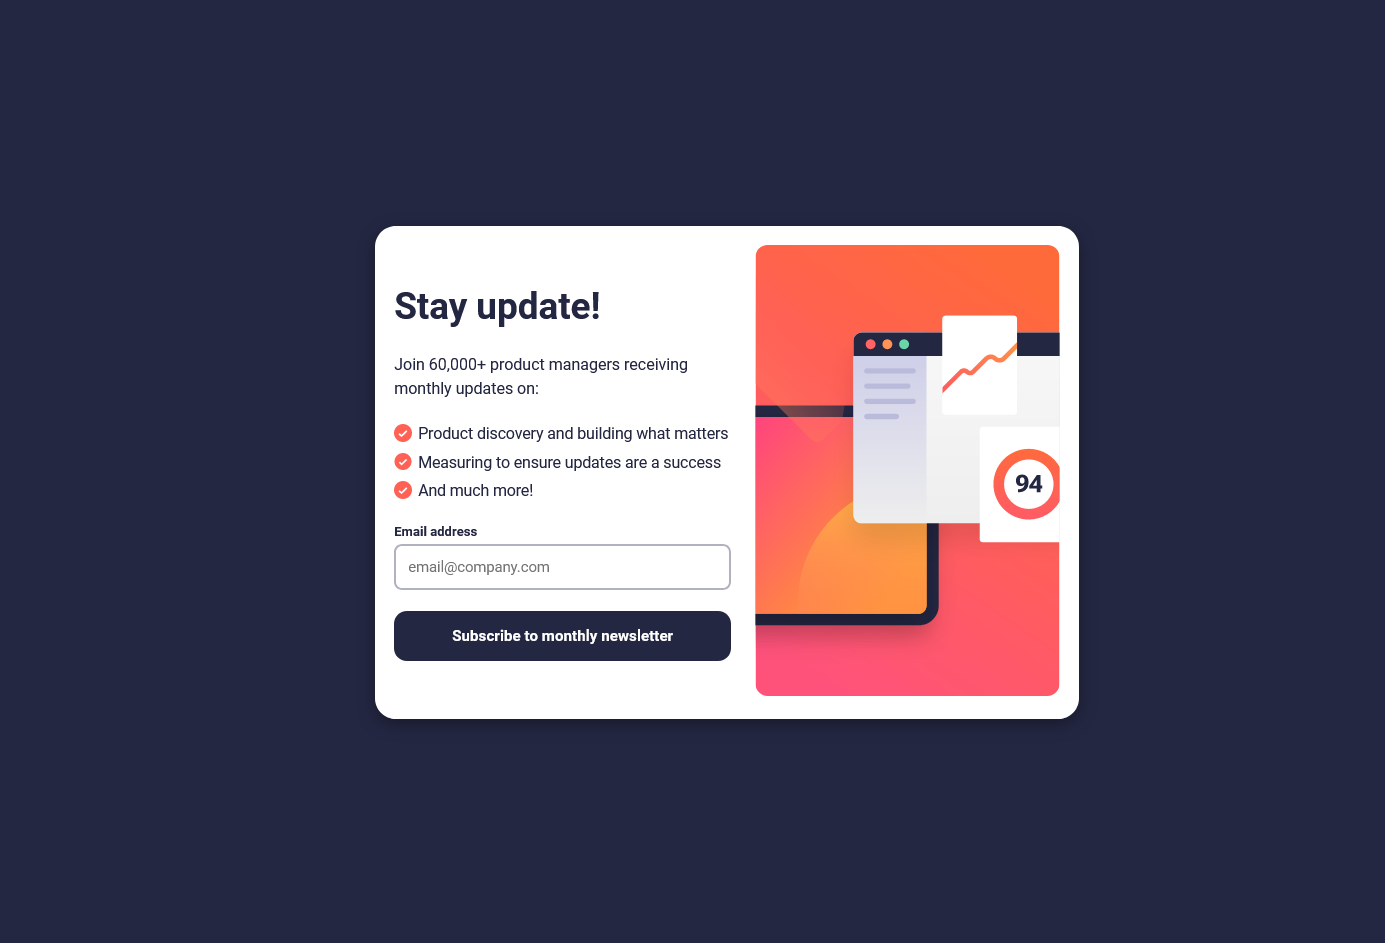 Stay update!
Join 60,000+ product managers receiving
monthly updates on:
Product discovery and building what matters
Measuring to ensure updates are a success
And much more!
Email address
email@company.com
Subscribe to monthly newsletter
94